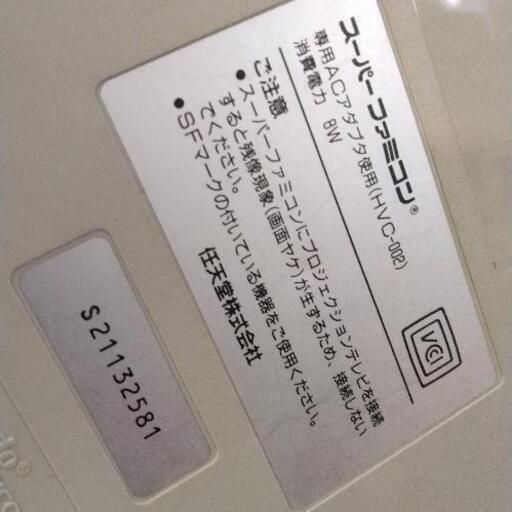 スーパーファミコン®
専用ACアダプタ使用(HVC-002)
消費電力 8W
ご注意
●スーパーファミコンにプロジェクションテレビを接続
すると残像現象(画面ヤケ)が生ずるため、接続しない
でください。
●SFマークの付いている機器をご使用ください。
任天堂株式会社
VCI
S21132581